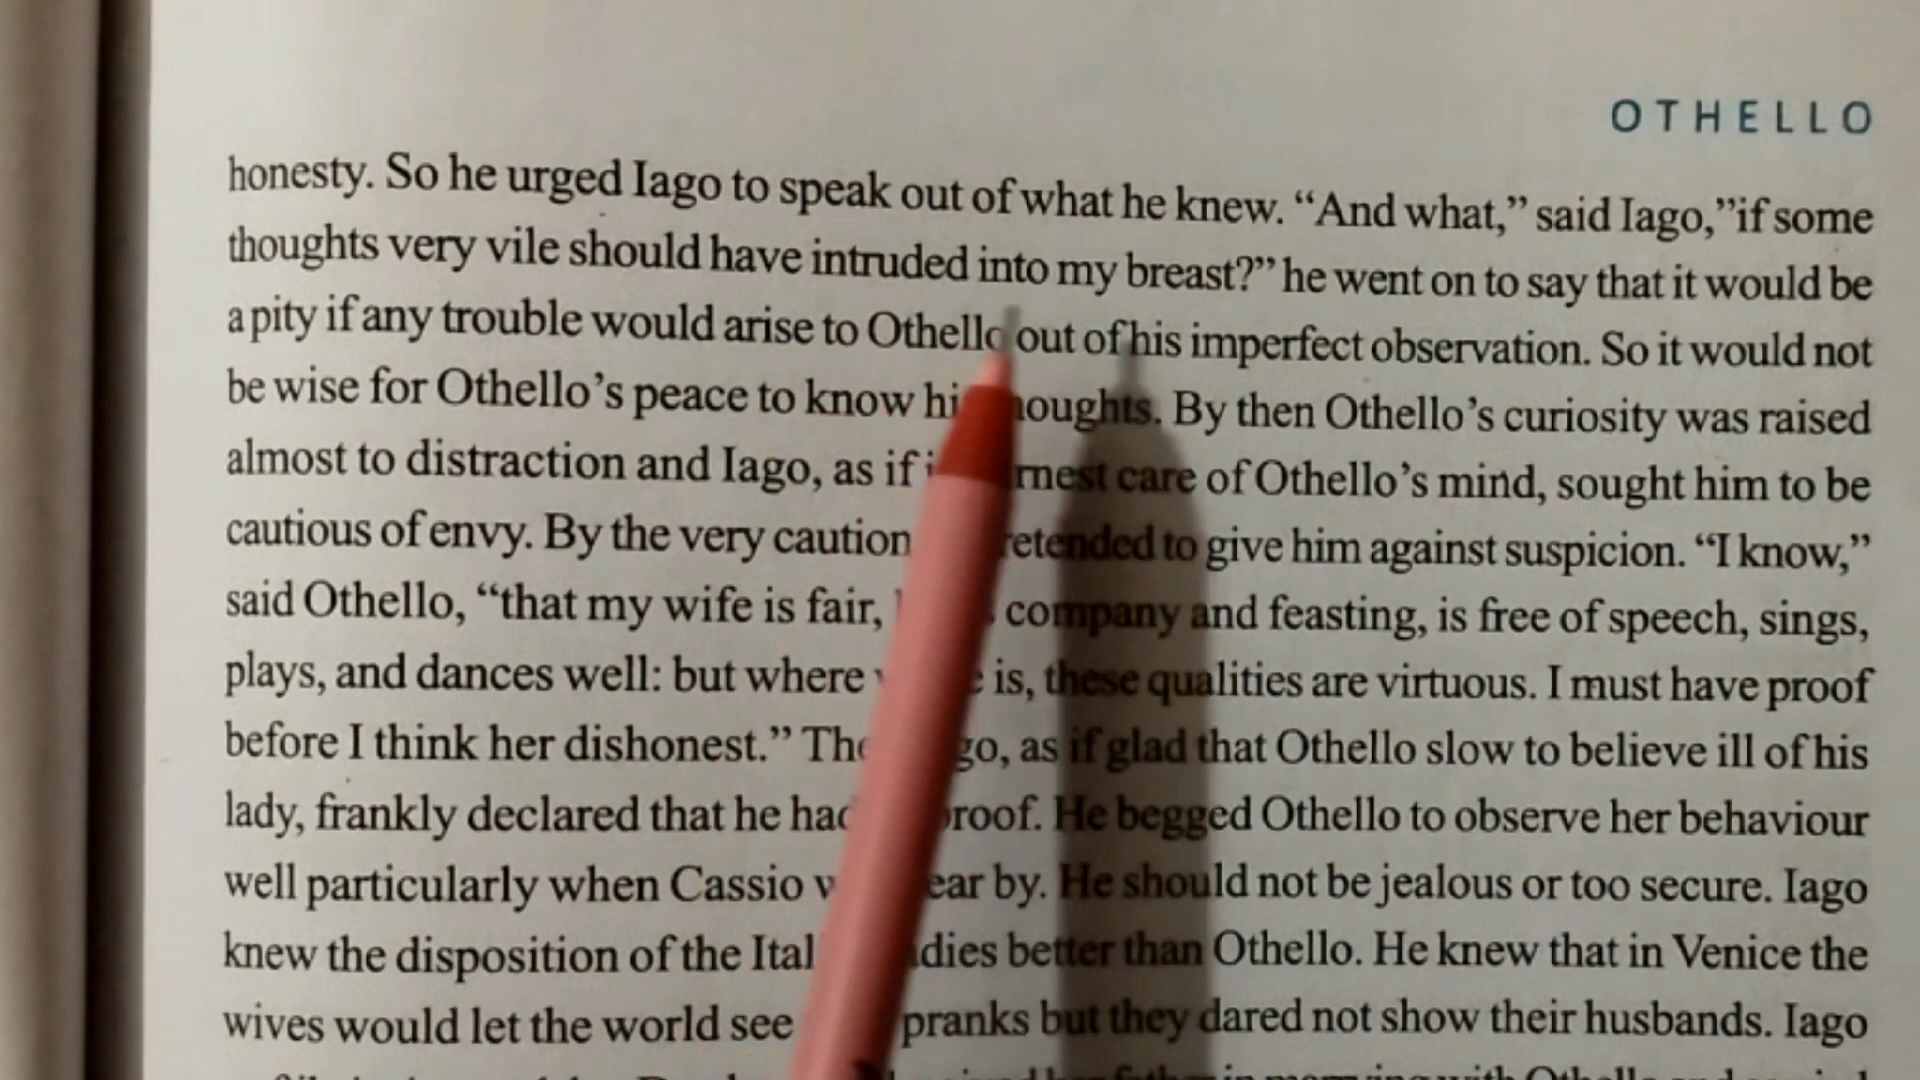 OTHELLO
honesty. So he urged Iago to speak out of what he knew. “And what,” said Iago,”if some
thoughts very vile should have intruded into my breast?” he went on to say that it would be
a pity if any trouble would arise to Othello out of his imperfect observation. So it would not
be wise for Othello’s peace to know his thoughts. By then Othello’s curiosity was raised
almost to distraction and Iago, as if care of Othello’s mind, sought him to be
cautious of envy. By the very caution pretended to give him against suspicion. “I know,”
said Othello, “that my wife is fair, company and feasting, is free of speech, sings,
plays, and dances well: but where is, these qualities are virtuous. I must have proof
before I think her dishonest.” Iago, as if glad that Othello slow to believe ill of his
lady, frankly declared that he had proof. He begged Othello to observe her behaviour
well particularly when Cassio near by. He should not be jealous or too secure. Iago
knew the disposition of the Italian ladies better than Othello. He knew that in Venice the
wives would let the world see pranks but they dared not show their husbands. Iago